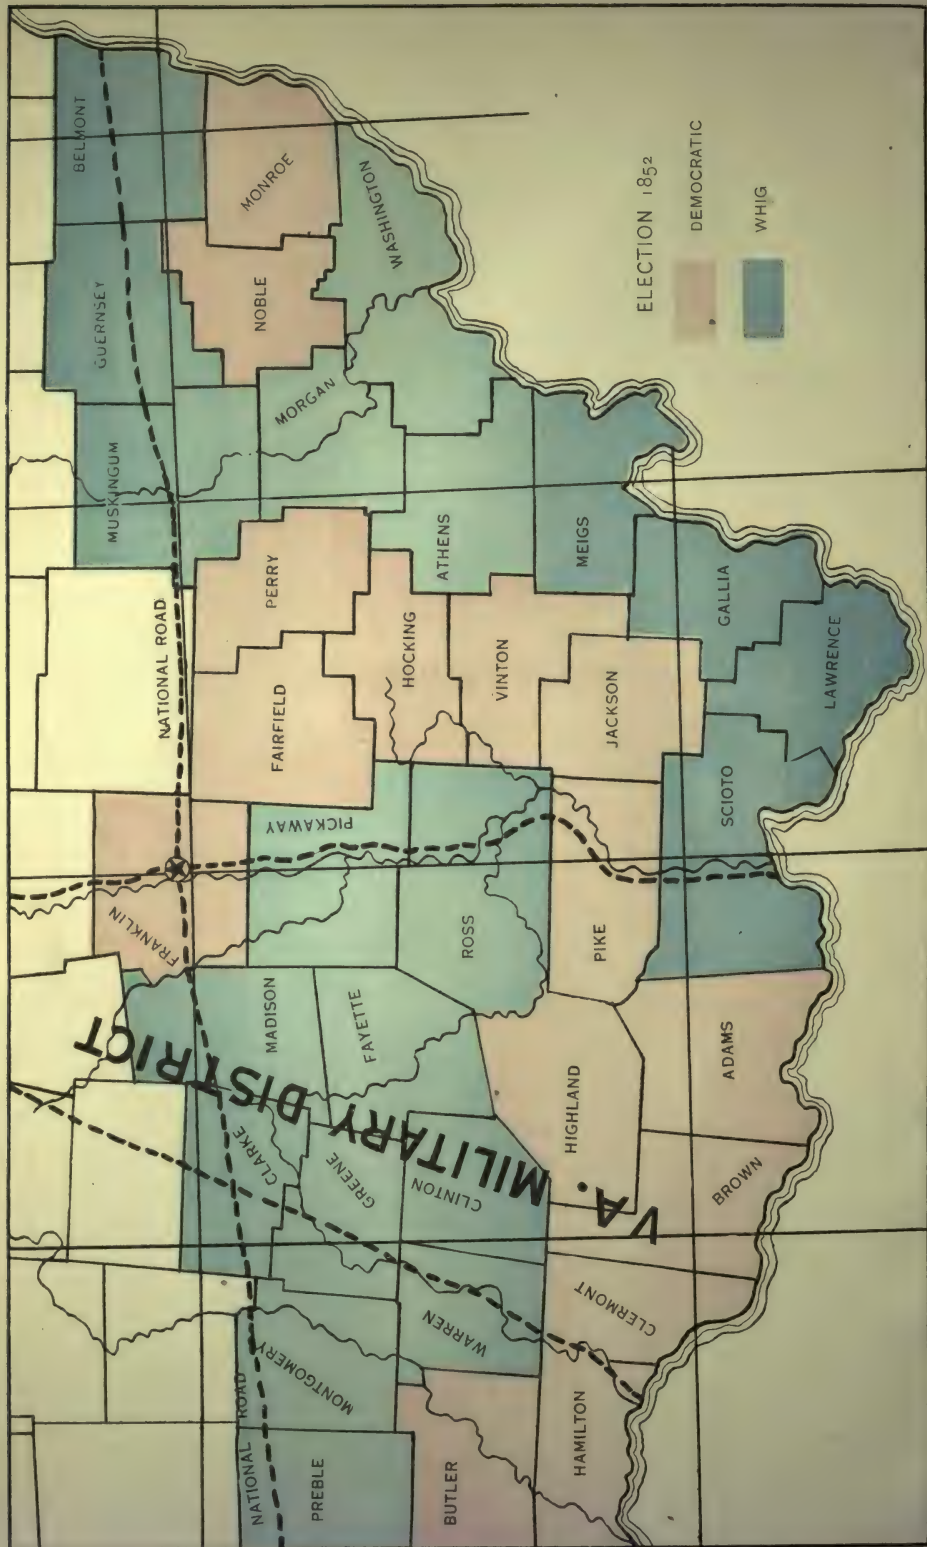 BELMONT
MONROE
WASHINGTON
GUERNSEY
NOBLE
MORGAN
MUSKINGUM
PERRY
ATHENS
MEIGS
GALLIA
LAWRENCE
NATIONAL ROAD
FAIRFIELD
HOCKING
VINTON
JACKSON
SCIOTO
FRANKLIN
PICKAWAY
ROSS
PIKE
MADISON
FAYETTE
HIGHLAND
ADAMS
VA. MILITARY DISTRICT
CLARKE
GREENE
CLINTON
BROWN
MONTGOMERY
WARREN
CLERMONT
NATIONAL ROAD
PREBLE
BUTLER
HAMILTON
ELECTION 1852
DEMOCRATIC
WHIG